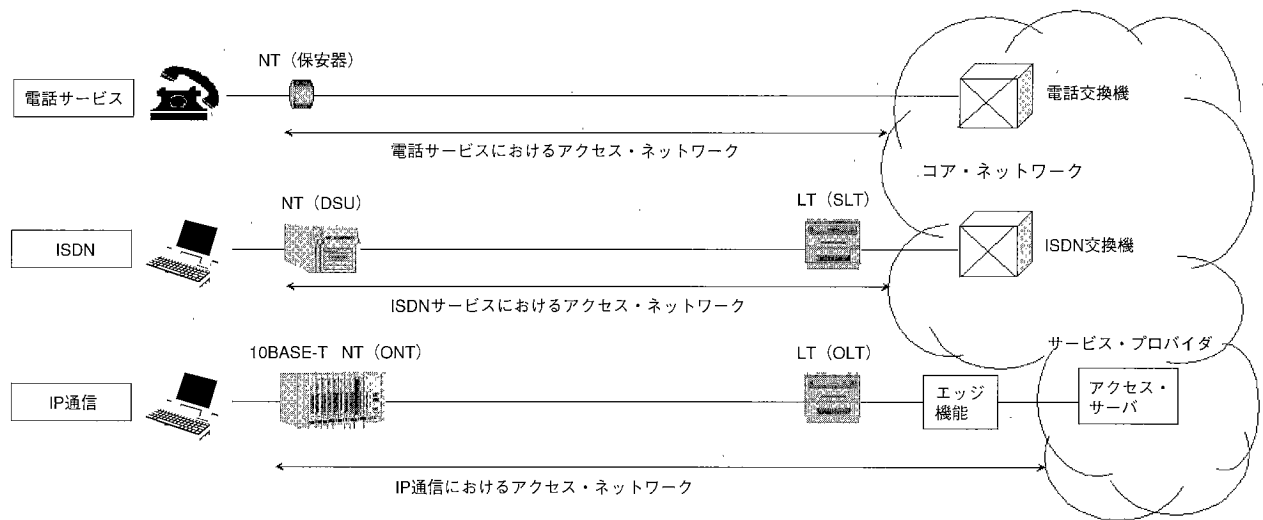 NT（保安器）
電話サービス
電話交換機
電話サービスにおけるアクセス・ネットワーク
コア・ネットワーク
NT（DSU）
LT（SLT）
ISDN
ISDN交換機
ISDNサービスにおけるアクセス・ネットワーク
サービス・プロバイダ
10BASE-T NT（ONT）
LT（OLT）
IP通信
エッジ
機能
アクセス・
サーバ
IP通信におけるアクセス・ネットワーク